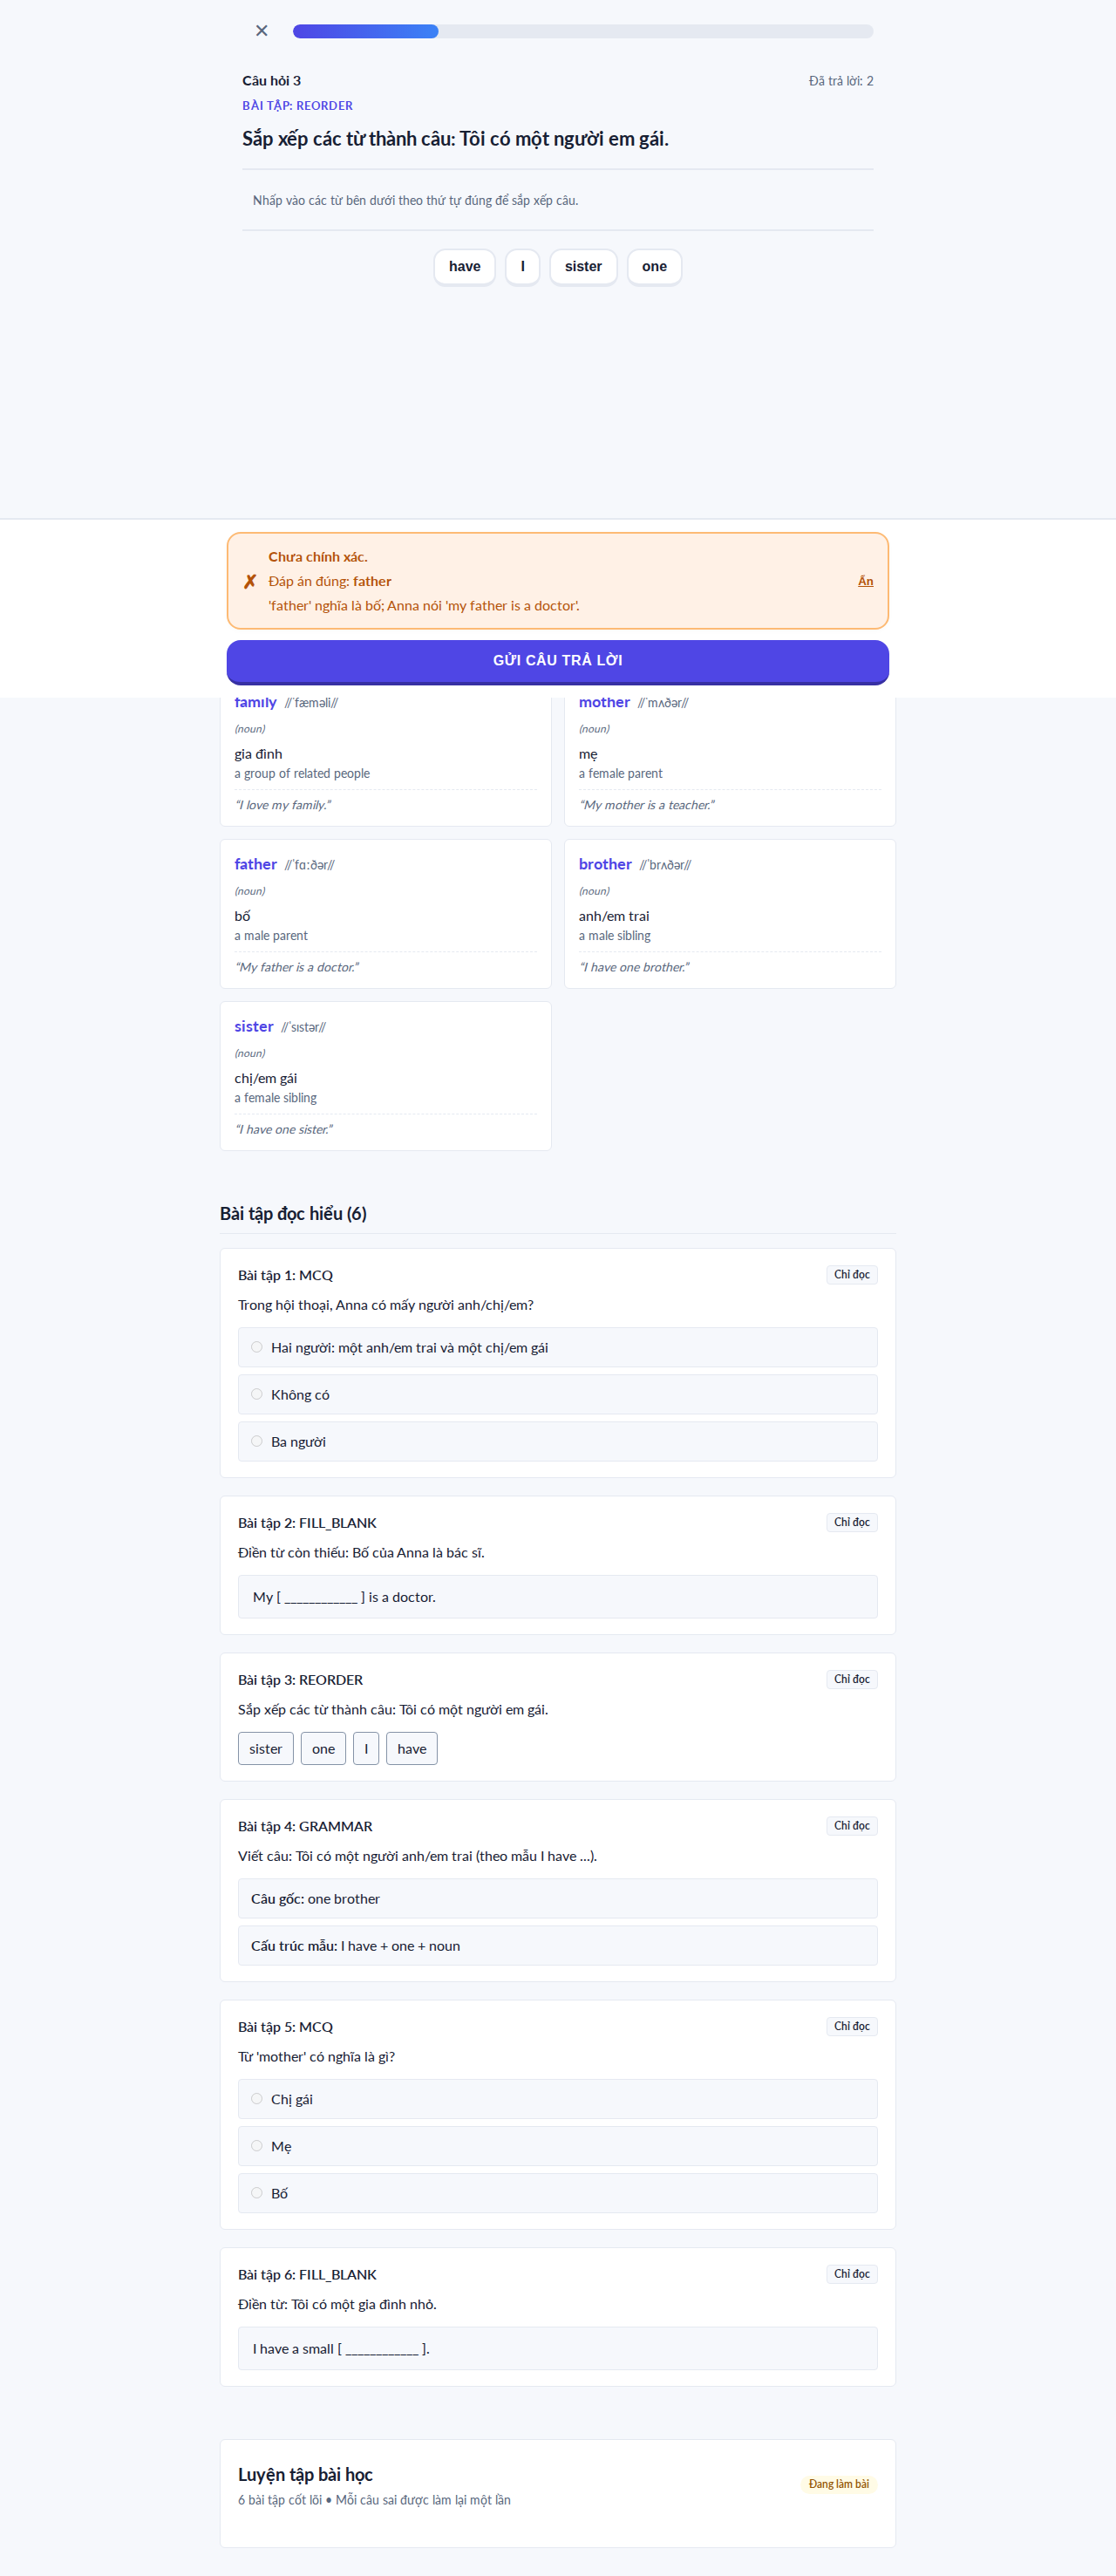 ✕
Câu hỏi 3
Đã trả lời: 2
BÀI TẬP: REORDER
Sắp xếp các từ thành câu: Tôi có một người em gái.
Nhấp vào các từ bên dưới theo thứ tự đúng để sắp xếp câu.
have I sister one
Chưa chính xác.
✗ Đáp án đúng: father
Ẩn
'father' nghĩa là bố; Anna nói 'my father is a doctor'.
GỬI CÂU TRẢ LỜI
family //ˈfæməli//
(noun)
gia đình
a group of related people
“I love my family.”
mother //ˈmʌðər//
(noun)
mẹ
a female parent
“My mother is a teacher.”
father //ˈfɑːðər//
(noun)
bố
a male parent
“My father is a doctor.”
brother //ˈbrʌðər//
(noun)
anh/em trai
a male sibling
“I have one brother.”
sister //ˈsɪstər//
(noun)
chị/em gái
a female sibling
“I have one sister.”
Bài tập đọc hiểu (6)
Bài tập 1: MCQ
Chỉ đọc
Trong hội thoại, Anna có mấy người anh/chị/em?
Hai người: một anh/em trai và một chị/em gái
Không có
Ba người
Bài tập 2: FILL_BLANK
Chỉ đọc
Điền từ còn thiếu: Bố của Anna là bác sĩ.
My [ ____________ ] is a doctor.
Bài tập 3: REORDER
Chỉ đọc
Sắp xếp các từ thành câu: Tôi có một người em gái.
sister one I have
Bài tập 4: GRAMMAR
Chỉ đọc
Viết câu: Tôi có một người anh/em trai (theo mẫu I have ...).
Câu gốc: one brother
Cấu trúc mẫu: I have + one + noun
Bài tập 5: MCQ
Chỉ đọc
Từ 'mother' có nghĩa là gì?
Chị gái
Mẹ
Bố
Bài tập 6: FILL_BLANK
Chỉ đọc
Điền từ: Tôi có một gia đình nhỏ.
I have a small [ ____________ ].
Luyện tập bài học
Đang làm bài
6 bài tập cốt lõi • Mỗi câu sai được làm lại một lần